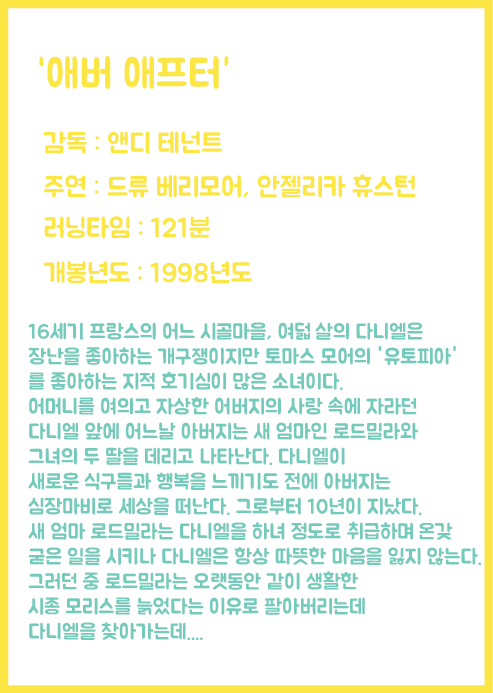 '애버 애프터'
감독 : 앤디 테넌트
주연 : 드류 베리모어, 안젤리카 휴스턴
러닝타임 : 121분
개봉년도 : 1998년도
16세기 프랑스의 어느 시골마을, 여덟 살의 다니엘은
장난을 좋아하는 개구쟁이지만 토마스 모어의 '유토피아'
를 좋아하는 지적 호기심이 많은 소녀이다.
어머니를 여의고 자상한 어버지의 사랑 속에 자라던
다니엘 앞에 어느날 아버지는 새 엄마인 로드밀라와
그녀의 두 딸을 데리고 나타난다. 다니엘이
새로운 식구들과 행복을 느끼기도 전에 아버지는
심장마비로 세상을 떠난다. 그로부터 10년이 지났다.
새 엄마 로드밀라는 다니엘을 하녀 정도로 취급하며 온갖
굳은 일을 시키나 다니엘은 항상 따뜻한 마음을 잃지 않는다.
그러던 중 로드밀라는 오랫동안 같이 생활한
시종 모리스를 늙었다는 이유로 팔아버리는데
다니엘을 찾아가는데....